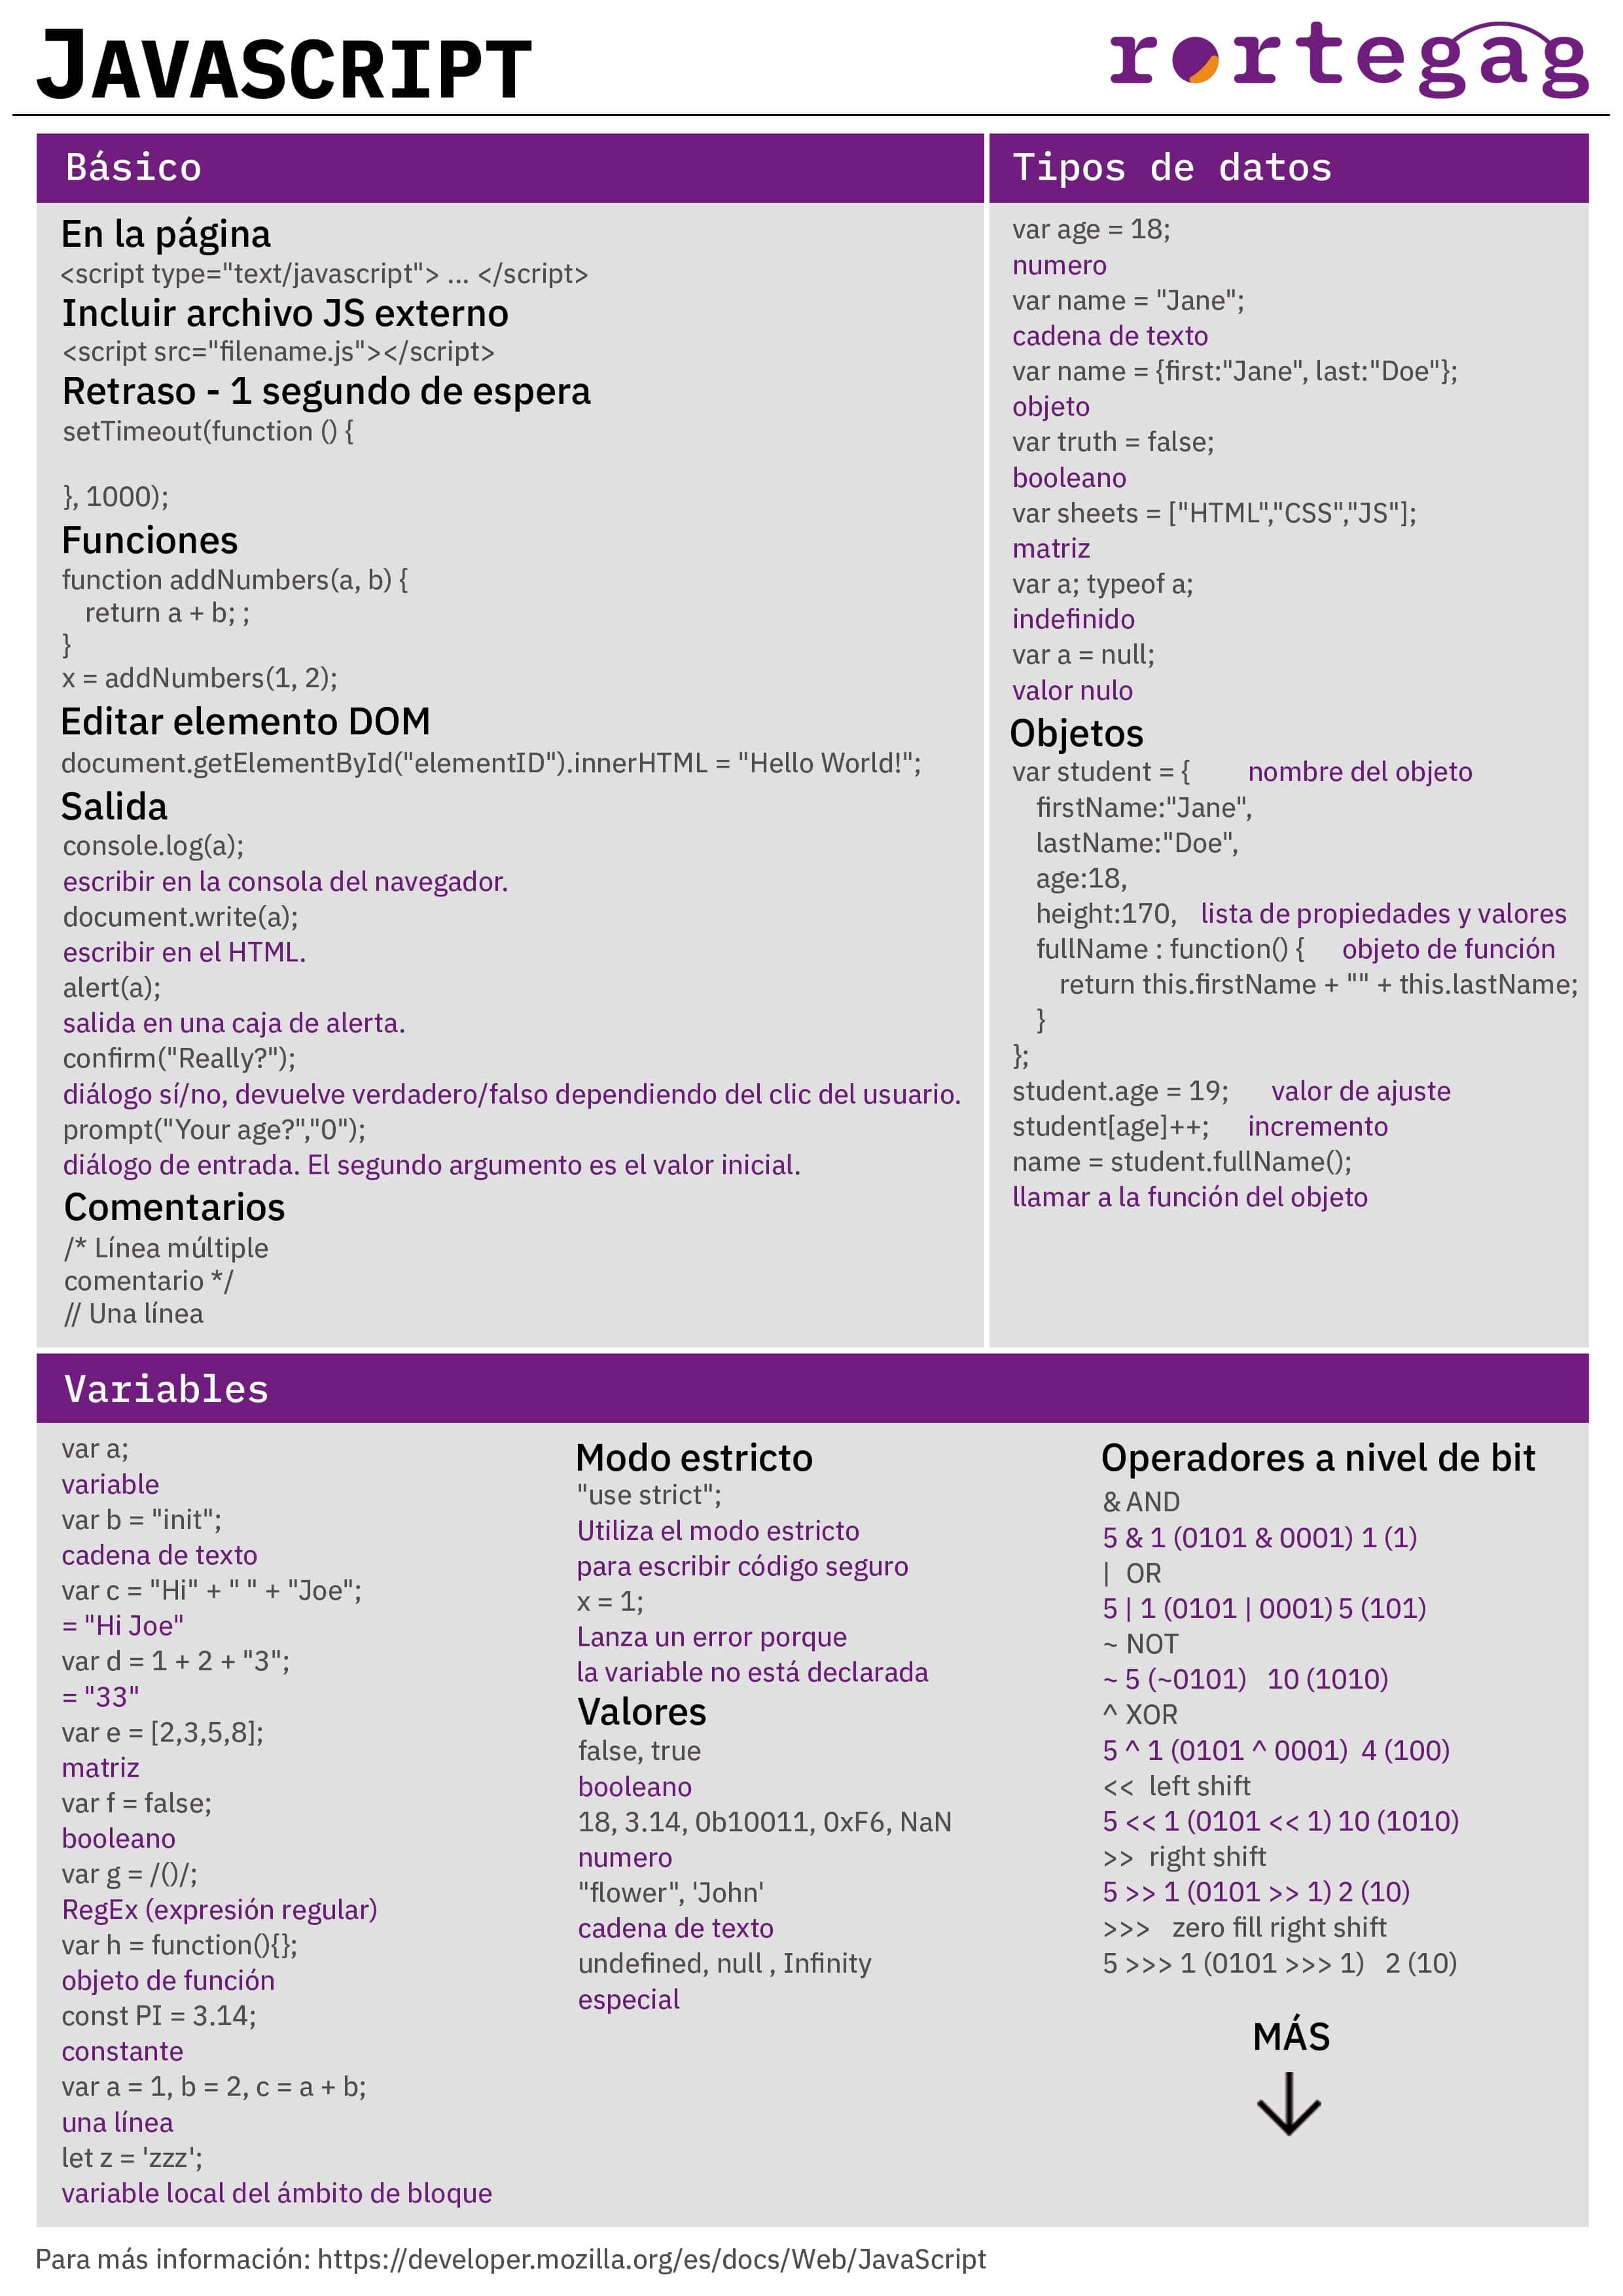 JAVASCRIPT
rortegag
Básico
En la página
<script type="text/javascript"> ... </script>
Incluir archivo JS externo
<script src="filename.js"></script>
Retraso - 1 segundo de espera
setTimeout(function () {
}, 1000);
Funciones
function addNumbers(a, b) {
return a + b; ;
}
x = addNumbers(1, 2);
Editar elemento DOM
document.getElementById("elementID").innerHTML = "Hello World!";
Salida
console.log(a);
escribir en la consola del navegador.
document.write(a);
escribir en el HTML.
alert(a);
salida en una caja de alerta.
confirm("Really?");
diálogo sí/no, devuelve verdadero/falso dependiendo del clic del usuario.
prompt("Your age?","0");
diálogo de entrada. El segundo argumento es el valor inicial.
Comentarios
/* Línea múltiple
comentario */
// Una línea
Tipos de datos
var age = 18;
numero
var name = "Jane";
cadena de texto
var name = {first:"Jane", last:"Doe"};
objeto
var truth = false;
booleano
var sheets = ["HTML","CSS","JS"];
matriz
var a; typeof a;
indefinido
var a = null;
valor nulo
Objetos
var student = { nombre del objeto
firstName:"Jane",
lastName:"Doe",
age:18,
height:170, lista de propiedades y valores
fullName : function() { objeto de función
return this.firstName + "" + this.lastName;
}
};
student.age = 19; valor de ajuste
student[age]++; incremento
name = student.fullName();
llamar a la función del objeto
Variables
var a;
variable
var b = "init";
cadena de texto
var c = "Hi" + " " + "Joe";
= "Hi Joe"
var d = 1 + 2 + "3";
= "33"
var e = [2,3,5,8];
matriz
var f = false;
booleano
var g = /()/;
RegEx (expresión regular)
var h = function(){};
objeto de función
const PI = 3.14;
constante
var a = 1, b = 2, c = a + b;
una línea
let z = 'zzz';
variable local del ámbito de bloque
Modo estricto
"use strict";
Utiliza el modo estricto
para escribir código seguro
x = 1;
Lanza un error porque
la variable no está declarada
Valores
false, true
booleano
18, 3.14, 0b10011, 0xF6, NaN
numero
"flower", 'John'
cadena de texto
undefined, null , Infinity
especial
Operadores a nivel de bit
& AND
5 & 1 (0101 & 0001) 1 (1)
| OR
5 | 1 (0101 | 0001) 5 (101)
~ NOT
~ 5 (~0101) 10 (1010)
^ XOR
5 ^ 1 (0101 ^ 0001) 4 (100)
<< left shift
5 << 1 (0101 << 1) 10 (1010)
>> right shift
5 >> 1 (0101 >> 1) 2 (10)
>>> zero fill right shift
5 >>> 1 (0101 >>> 1) 2 (10)
MÁS
Para más información: https://developer.mozilla.org/es/docs/Web/JavaScript